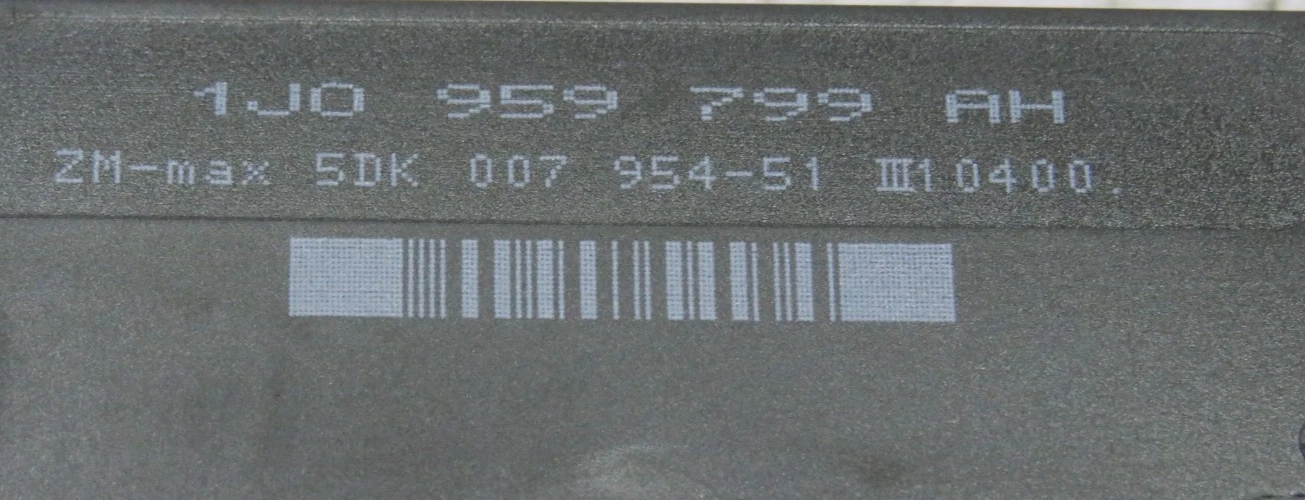 1J0 959 799 AH
ZM-max 5DK 007 954-51 III10400.